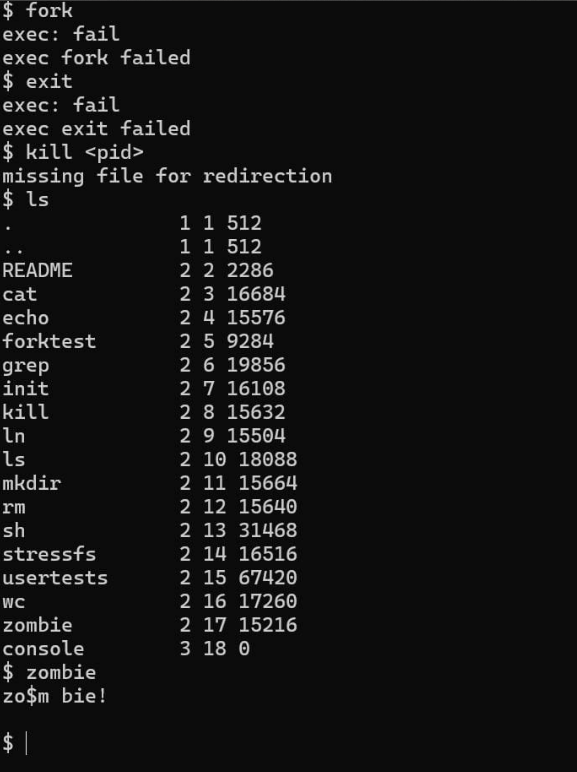 $ fork
exec: fail
exec fork failed
$ exit
exec: fail
exec exit failed
$ kill <pid>
missing file for redirection
$ ls
.              1 1 512
..             1 1 512
README         2 2 2286
cat            2 3 16684
echo           2 4 15576
forktest       2 5 9284
grep           2 6 19856
init           2 7 16108
kill           2 8 15632
ln             2 9 15504
ls             2 10 18088
mkdir          2 11 15664
rm             2 12 15640
sh             2 13 31468
stressfs       2 14 16516
usertests      2 15 67420
wc             2 16 17260
zombie         2 17 15216
console        3 18 0
$ zombie
zo$m bie!
$